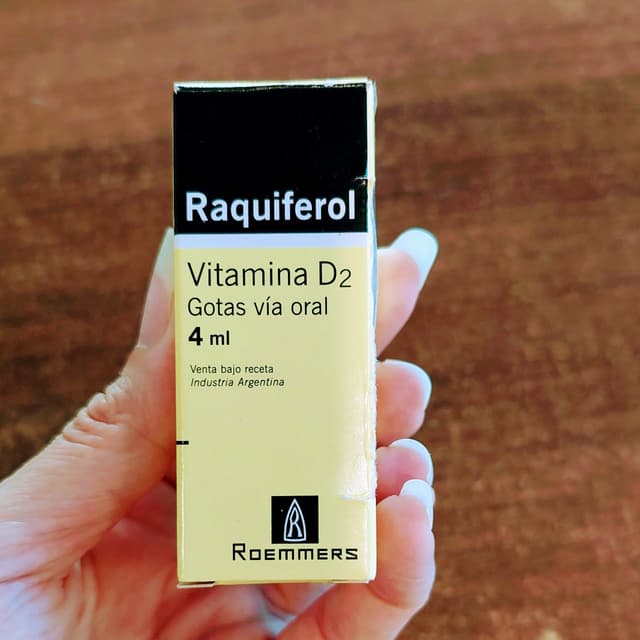 Raquiferol
Vitamina D2
Gotas vía oral
4 ml
Venta bajo receta
Industria Argentina
ROEMMERS